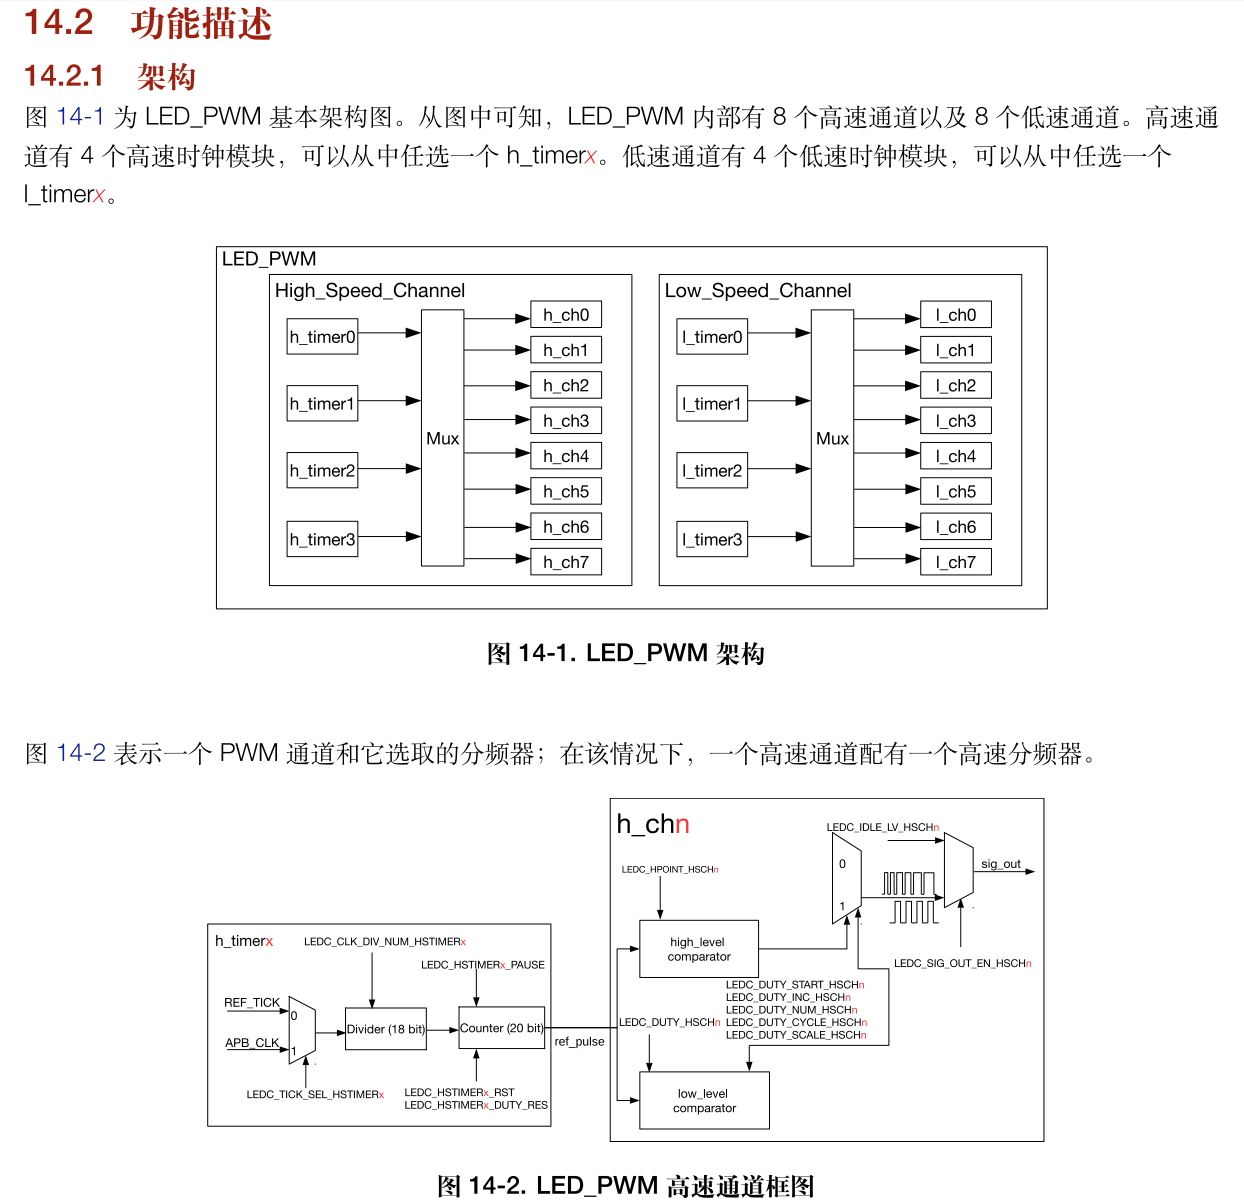 14.2 功能描述
14.2.1 架构
图 14-1 为 LED_PWM 基本架构图。从图中可知，LED_PWM 内部有 8 个高速通道以及 8 个低速通道。高速通
道有 4 个高速时钟模块，可以从中任选一个 h_timerx。低速通道有 4 个低速时钟模块，可以从中任选一个
l_timerx。
LED_PWM
High_Speed_Channel
h_timer0
h_timer1
h_timer2
h_timer3
Mux
h_ch0
h_ch1
h_ch2
h_ch3
h_ch4
h_ch5
h_ch6
h_ch7
Low_Speed_Channel
l_timer0
l_timer1
l_timer2
l_timer3
Mux
l_ch0
l_ch1
l_ch2
l_ch3
l_ch4
l_ch5
l_ch6
l_ch7
图 14-1. LED_PWM 架构
图 14-2 表示一个 PWM 通道和它选取的分频器；在该情况下，一个高速通道配有一个高速分频器。
h_timerx
LEDC_CLK_DIV_NUM_HSTIMERx
LEDC_HSTIMERx_PAUSE
REF_TICK
0
APB_CLK
1
Divider (18 bit)
Counter (20 bit)
LEDC_TICK_SEL_HSTIMERx
LEDC_HSTIMERx_RST
LEDC_HSTIMERx_DUTY_RES
ref_pulse
h_chn
LEDC_HPOINT_HSCHn
high_level
comparator
LEDC_IDLE_LV_HSCHn
0
1
sig_out
LEDC_SIG_OUT_EN_HSCHn
LEDC_DUTY_START_HSCHn
LEDC_DUTY_INC_HSCHn
LEDC_DUTY_NUM_HSCHn
LEDC_DUTY_HSCHn LEDC_DUTY_CYCLE_HSCHn
LEDC_DUTY_SCALE_HSCHn
low_level
comparator
图 14-2. LED_PWM 高速通道框图